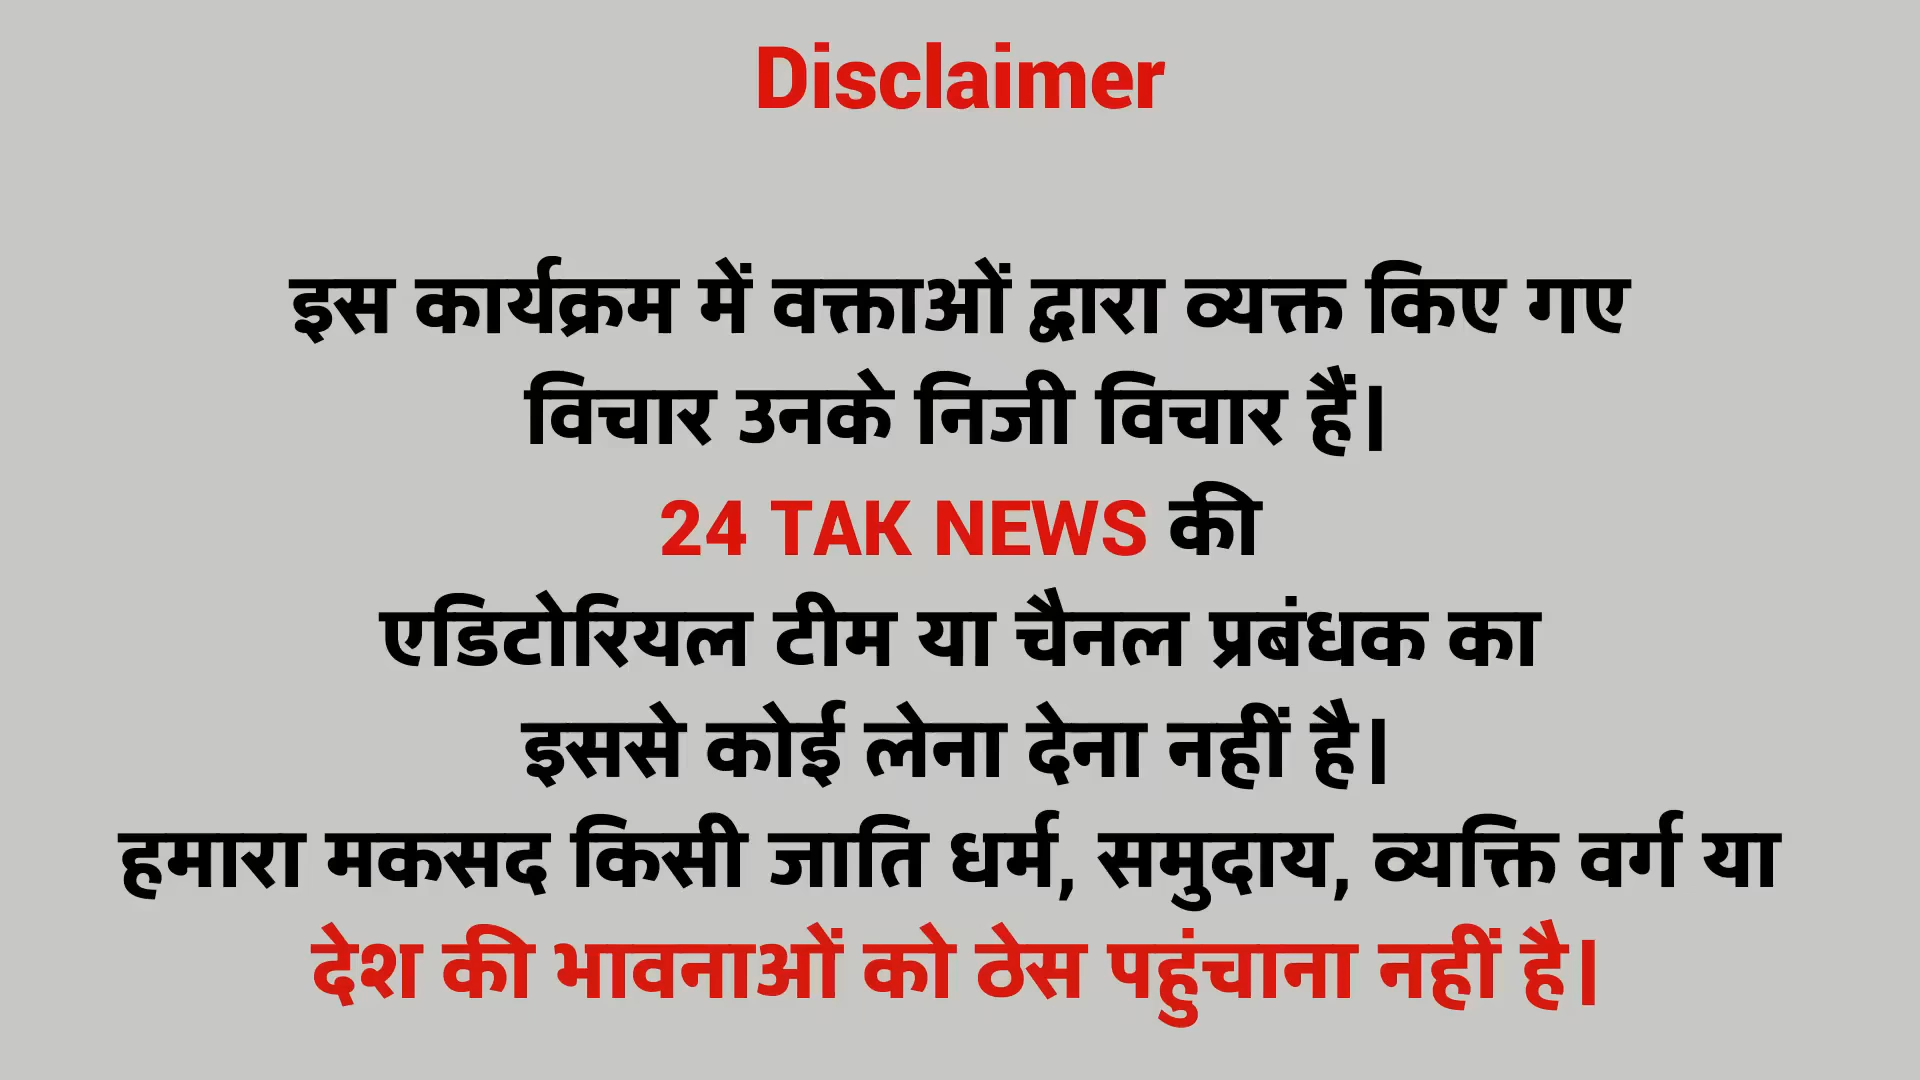 Disclaimer
इस कार्यक्रम में वक्ताओं द्वारा व्यक्त किए गए
विचार उनके निजी विचार हैं।
24 TAK NEWS की
एडिटोरियल टीम या चैनल प्रबंधक का
इससे कोई लेना देना नहीं है।
हमारा मकसद किसी जाति धर्म, समुदाय, व्यक्ति वर्ग या
देश की भावनाओं को ठेस पहुंचाना नहीं है।